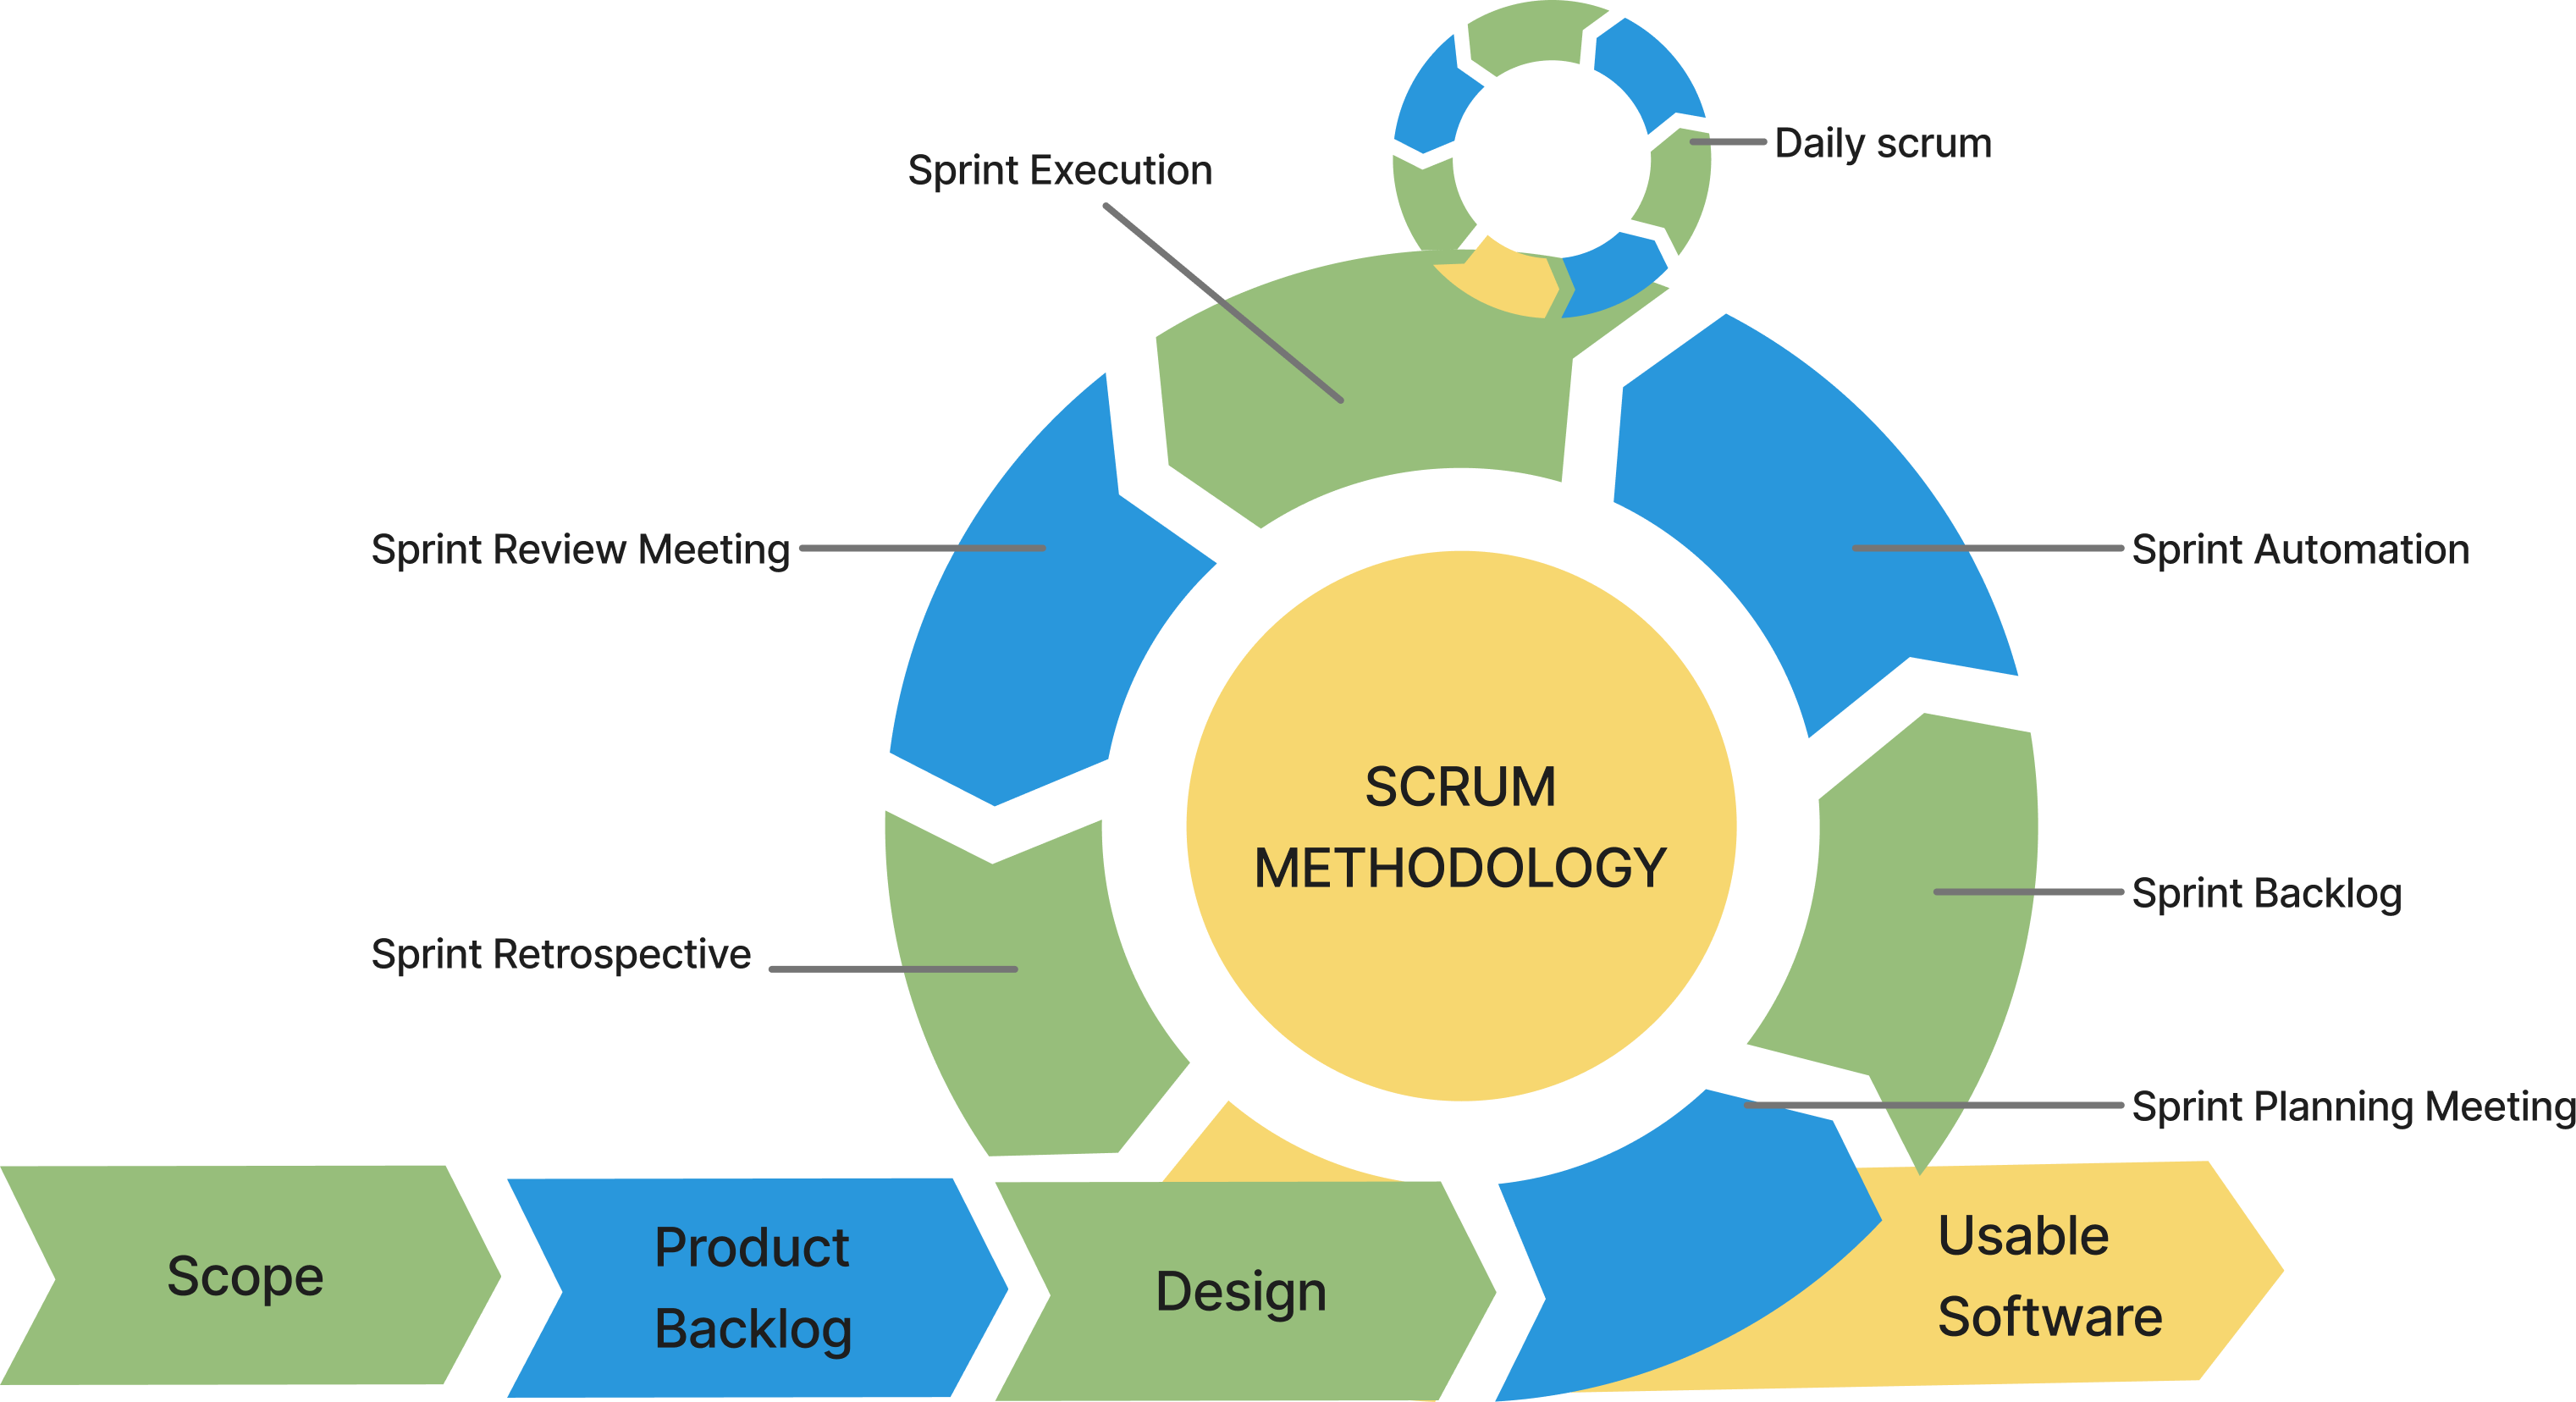 Daily scrum
Sprint Execution
Sprint Review Meeting
Sprint Automation
SCRUM
METHODOLOGY
Sprint Backlog
Sprint Retrospective
Sprint Planning Meeting
Scope
Product
Backlog
Design
Usable
Software